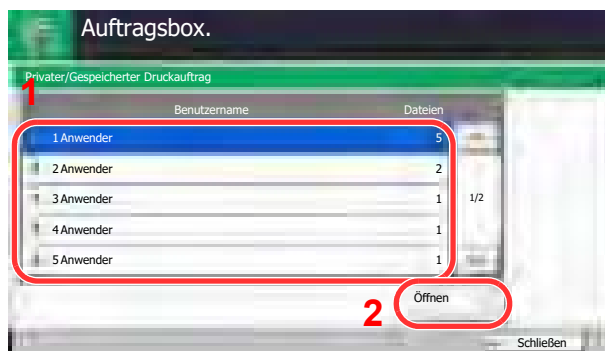 Auftragsbox.
Privater/Gespeicherter Druckauftrag
1
Benutzername Dateien
1 Anwender 5
2 Anwender 2
3 Anwender 1
1/2
4 Anwender 1
5 Anwender 1
Öffnen
2
Schließen